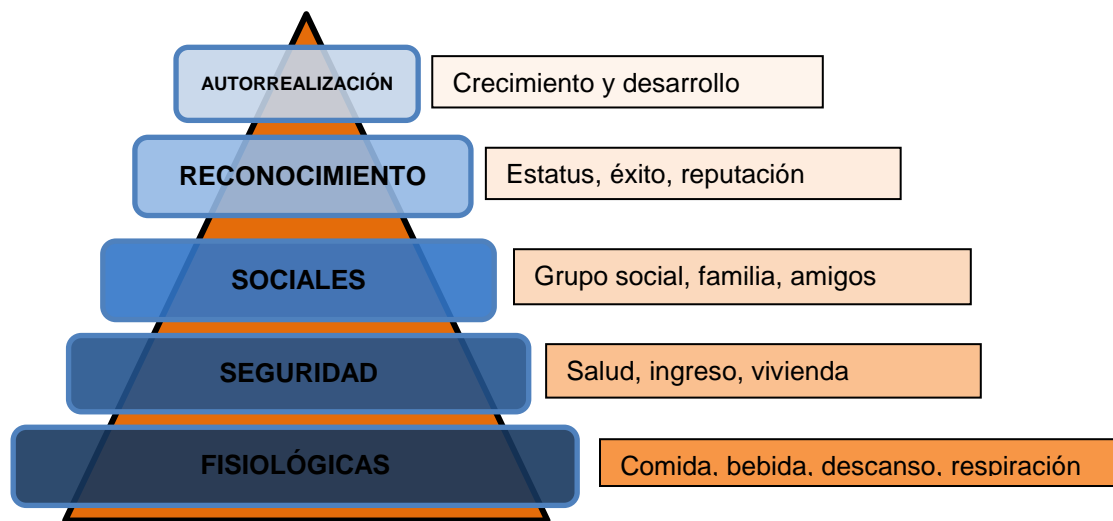 AUTORREALIZACIÓN
Crecimiento y desarrollo
RECONOCIMIENTO
Estatus, éxito, reputación
SOCIALES
Grupo social, familia, amigos
SEGURIDAD
Salud, ingreso, vivienda
FISIOLÓGICAS
Comida, bebida, descanso, respiración